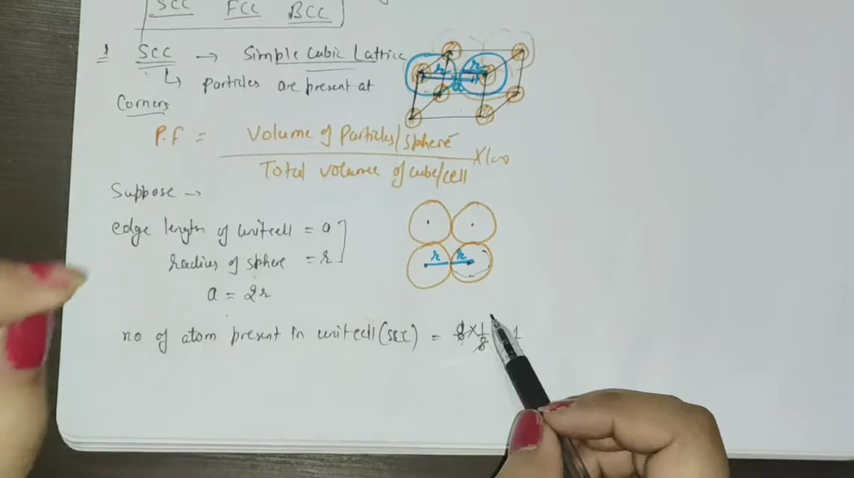 SCC FCC BCC
1 SCC → Simple Cubic Lattice
↳ particles are present at
Corners
P.F = Volume of Particles/sphere / Total volume of cube/cell X100
Suppose →
edge length of unitcell = a
radius of sphere = r
a = 2r
no of atom present in unitcell (scc) = 8 × 1/8 = 1
r r
a
r r